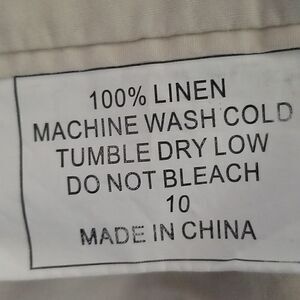 100% LINEN
MACHINE WASH COLD
TUMBLE DRY LOW
DO NOT BLEACH
10
MADE IN CHINA